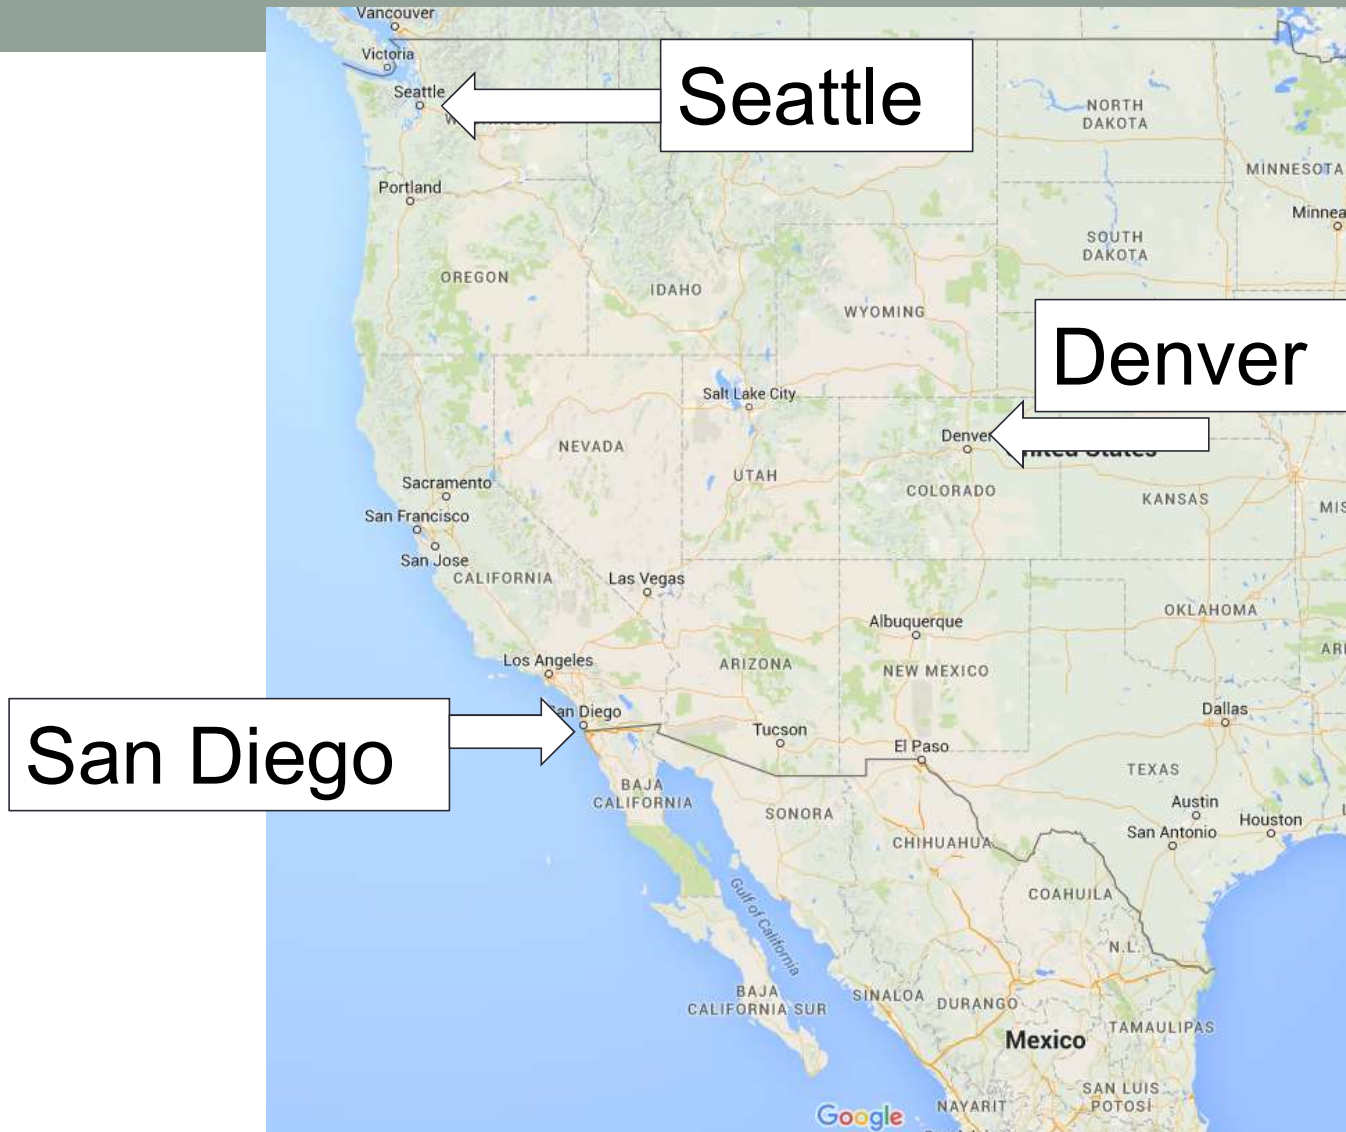 Vancouver
Victoria
Seattle
Seattle
NORTH
DAKOTA
MINNESOTA
Portland
Minnea
SOUTH
DAKOTA
OREGON
IDAHO
WYOMING
Denver
Salt Lake City
Denver
NEVADA
UTAH
COLORADO
KANSAS
MIS
Sacramento
San Francisco
San Jose
CALIFORNIA
Las Vegas
OKLAHOMA
Albuquerque
Los Angeles
ARIZONA
NEW MEXICO
AR
San Diego
an Diego
Dallas
Tucson
El Paso
TEXAS
BAJA
CALIFORNIA
SONORA
Austin
San Antonio
Houston
CHIHUAHUA
Gulf of California
COAHUILA
N.L.
BAJA
CALIFORNIA SUR
SINALOA
DURANGO
Mexico
TAMAULIPAS
SAN LUIS
POTOSÍ
Google
NAYARIT